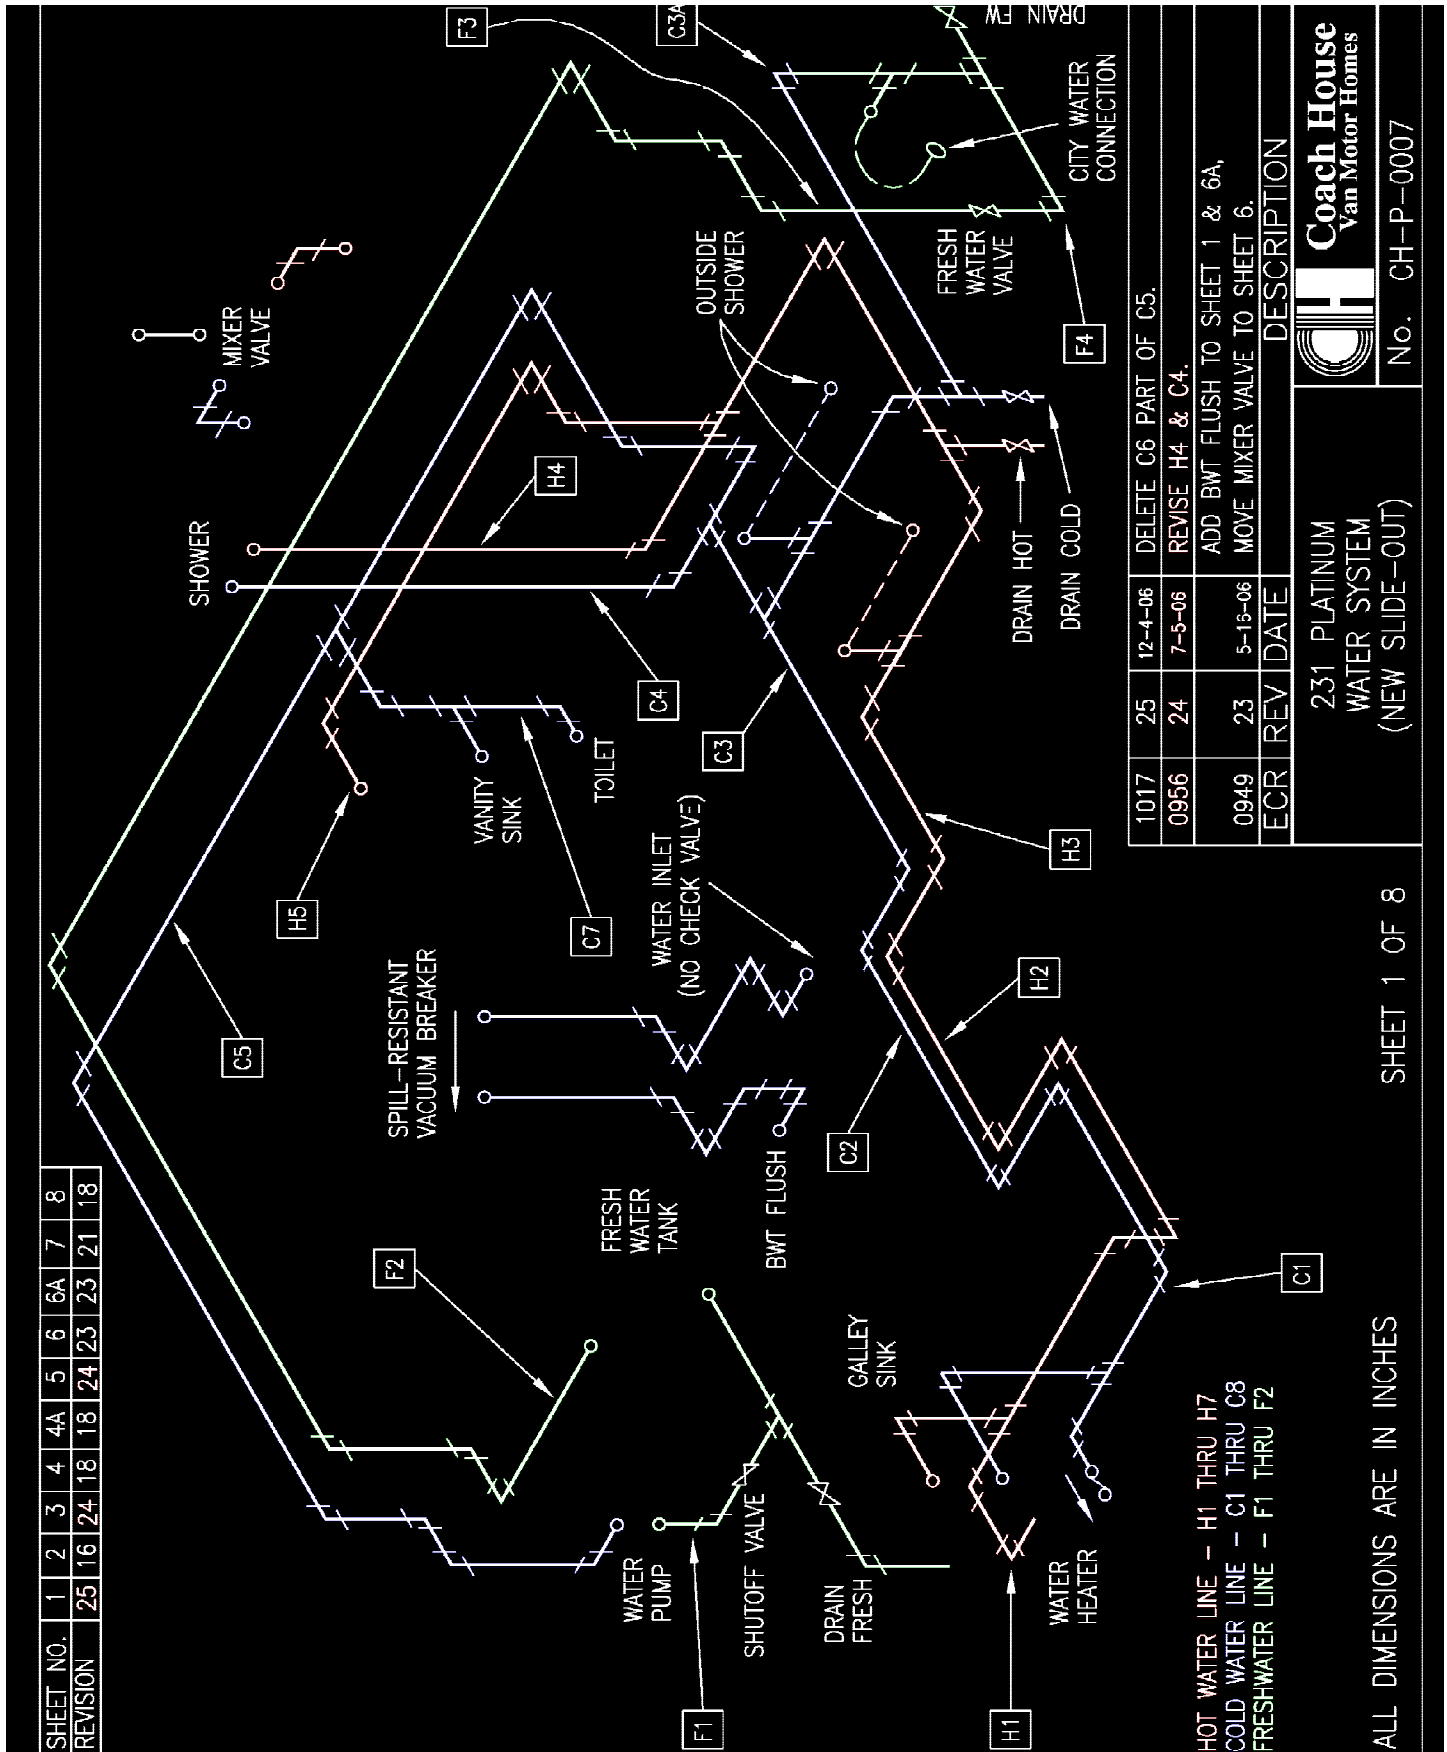 SHEET NO. 1 2 3 4 4A 5 6 6A 7 8
REVISION 25 16 24 18 18 24 23 23 21 18
C5
H5
SHOWER
MIXER
VALVE
F2
SPILL-RESISTANT
VACUUM BREAKER
VANITY
SINK
C7
TOILET
H4
F3
C4
WATER
PUMP
FRESH
WATER
TANK
WATER INLET
(NO CHECK VALVE)
C3
OUTSIDE
SHOWER
C3A
F1
SHUTOFF VALVE
BWT FLUSH
DRAIN
FRESH
GALLEY
SINK
C2
FRESH
WATER
VALVE
DRAIN FW
H1
WATER
HEATER
H2
H3
DRAIN HOT
DRAIN COLD
F4
CITY WATER
CONNECTION
C1
HOT WATER LINE - H1 THRU H7
COLD WATER LINE - C1 THRU C8
FRESHWATER LINE - F1 THRU F2
ALL DIMENSIONS ARE IN INCHES
SHEET 1 OF 8
1017 25 12-4-06 DELETE C6 PART OF C5.
0956 24 7-5-06 REVISE H4 & C4.
ADD BWT FLUSH TO SHEET 1 & 6A,
0949 23 5-16-06 MOVE MIXER VALVE TO SHEET 6.
ECR REV DATE DESCRIPTION
231 PLATINUM
WATER SYSTEM
(NEW SLIDE-OUT)
Coach House
Van Motor Homes
No. CH-P-0007